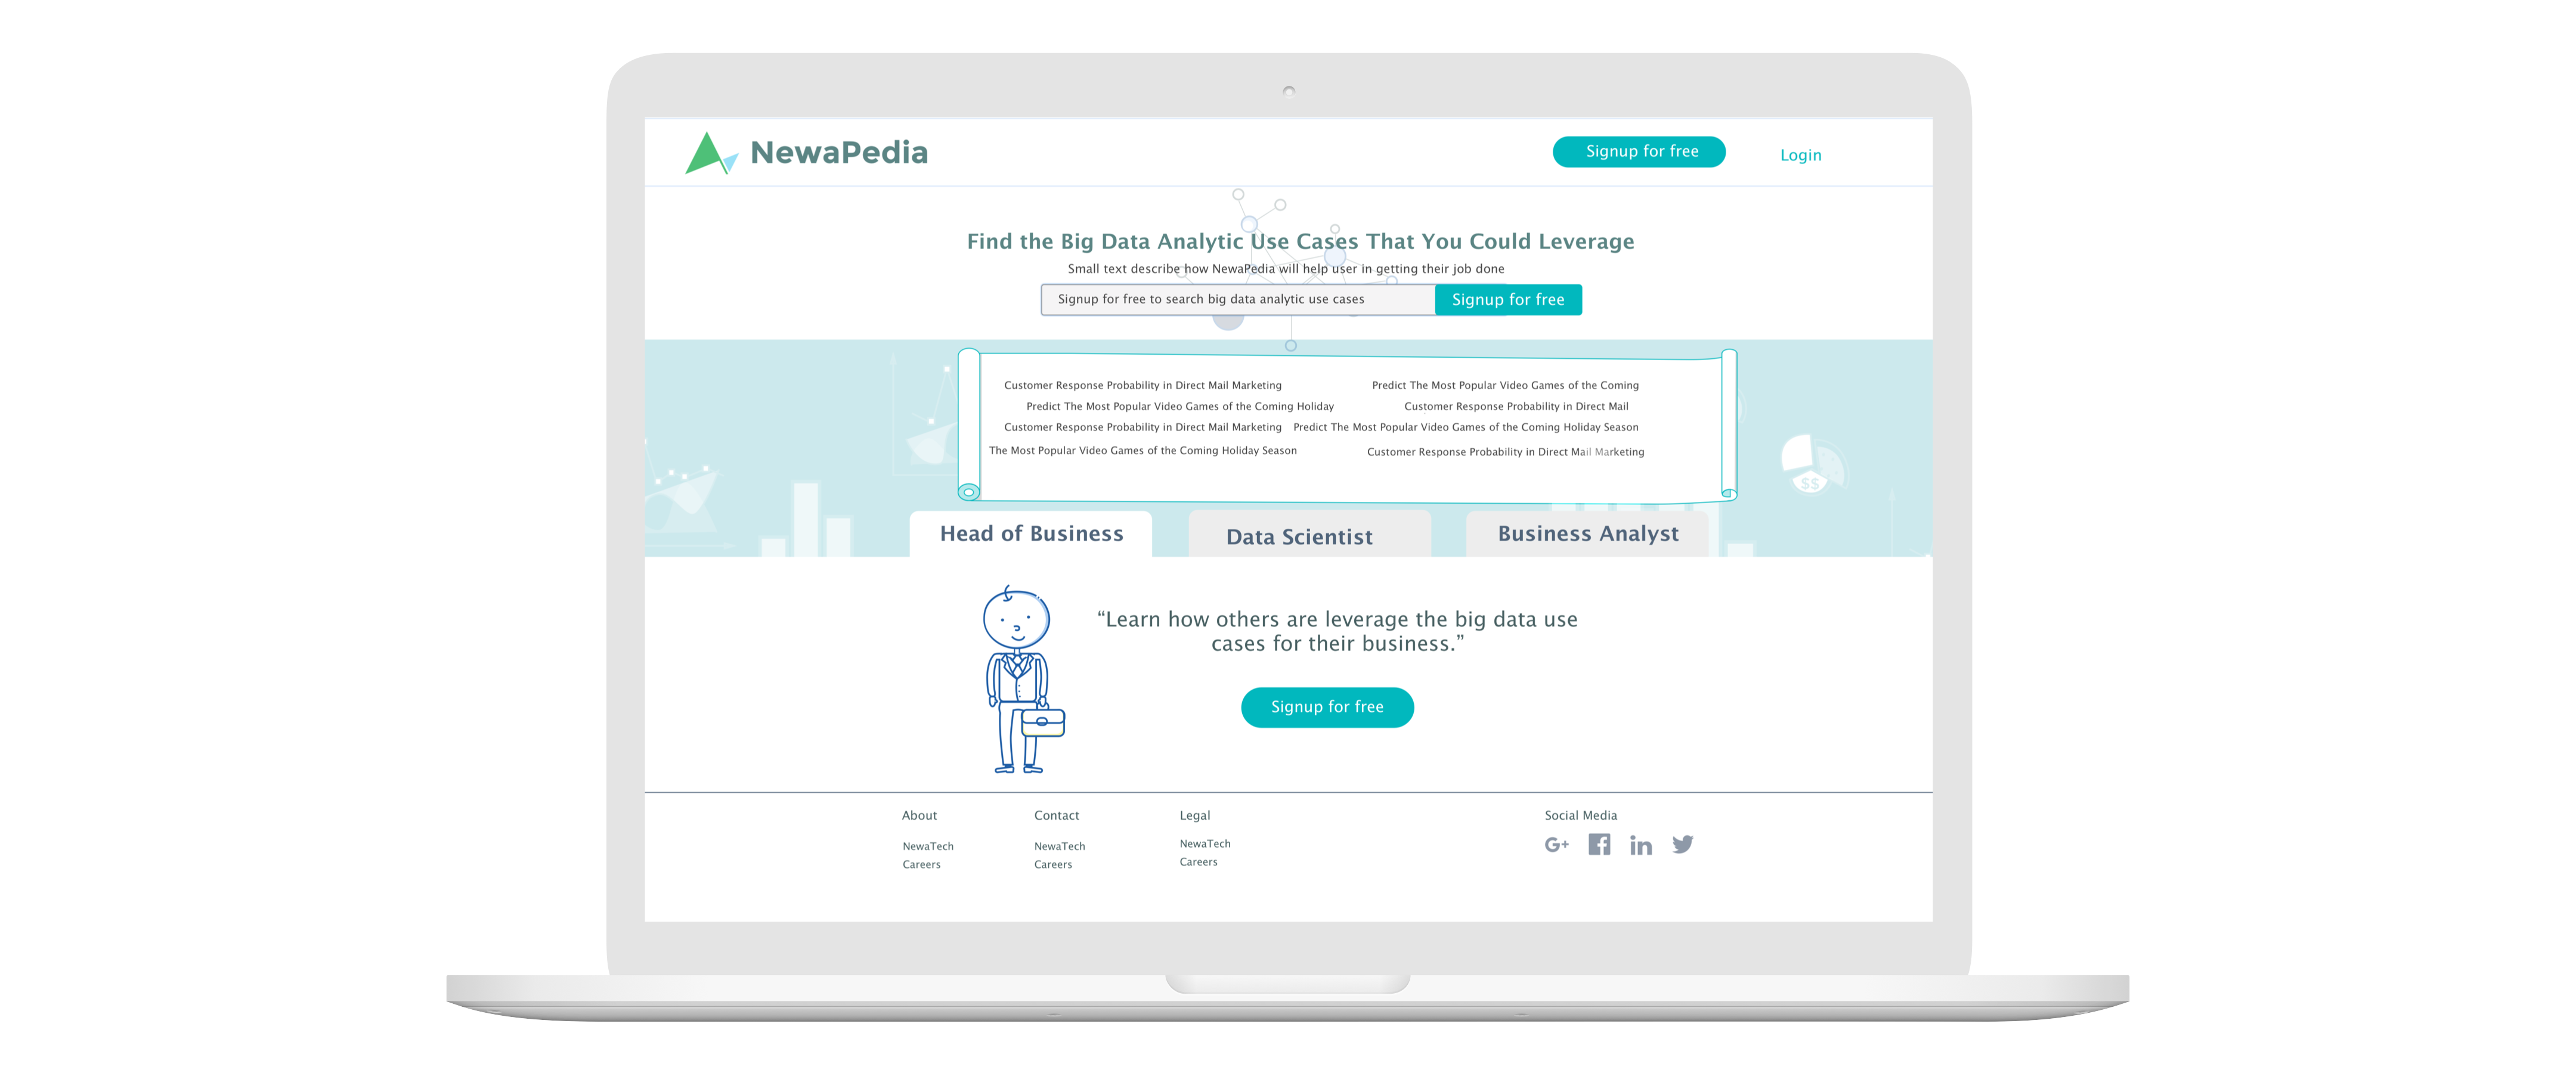 NewaPedia
Signup for free
Login
Find the Big Data Analytic Use Cases That You Could Leverage
Small text describe how NewaPedia will help user in getting their job done
Signup for free to search big data analytic use cases
Signup for free
Customer Response Probability in Direct Mail Marketing
Predict The Most Popular Video Games of the Coming
Predict The Most Popular Video Games of the Coming Holiday
Customer Response Probability in Direct Mail
Customer Response Probability in Direct Mail Marketing
Predict The Most Popular Video Games of the Coming Holiday Season
The Most Popular Video Games of the Coming Holiday Season
Customer Response Probability in Direct Mail Marketing
$$
Head of Business
Data Scientist
Business Analyst
“Learn how others are leverage the big data use
cases for their business.”
Signup for free
About
NewaTech
Careers
Contact
NewaTech
Careers
Legal
NewaTech
Careers
Social Media
G+
f
in